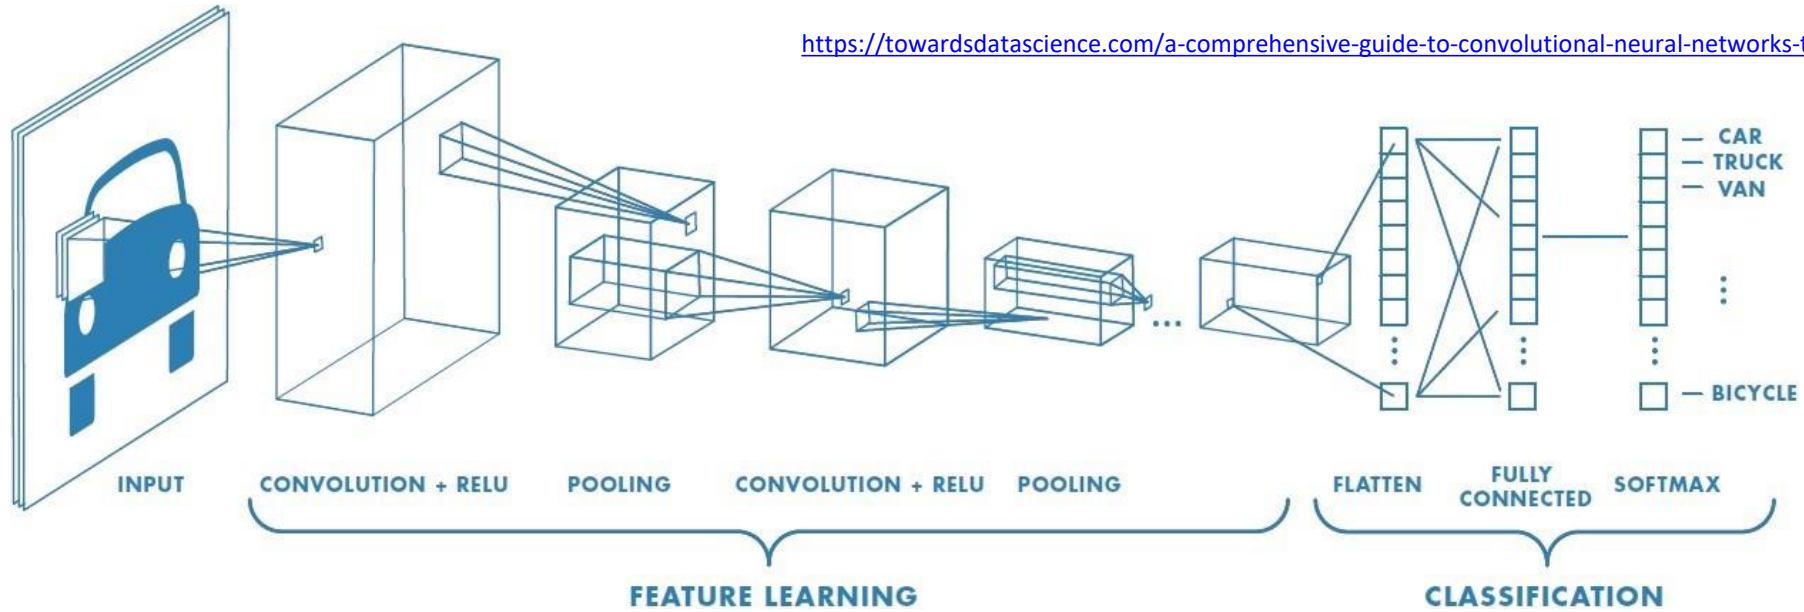 https://towardsdatascience.com/a-comprehensive-guide-to-convolutional-neural-networks-t
CAR
TRUCK
VAN
BICYCLE
INPUT
CONVOLUTION + RELU
POOLING
CONVOLUTION + RELU
POOLING
FLATTEN
FULLY
CONNECTED
SOFTMAX
FEATURE LEARNING
CLASSIFICATION